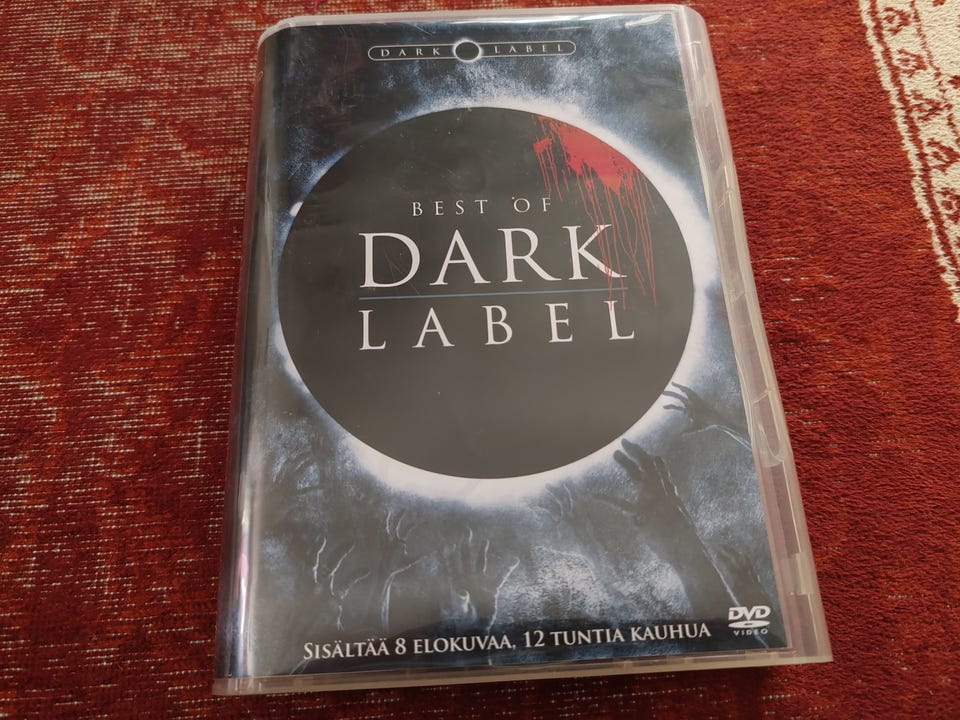 DARK LABEL
BEST OF
DARK
LABEL
SISÄLTÄÄ 8 ELOKUVAA, 12 TUNTIA KAUHUA
DVD
VIDEO